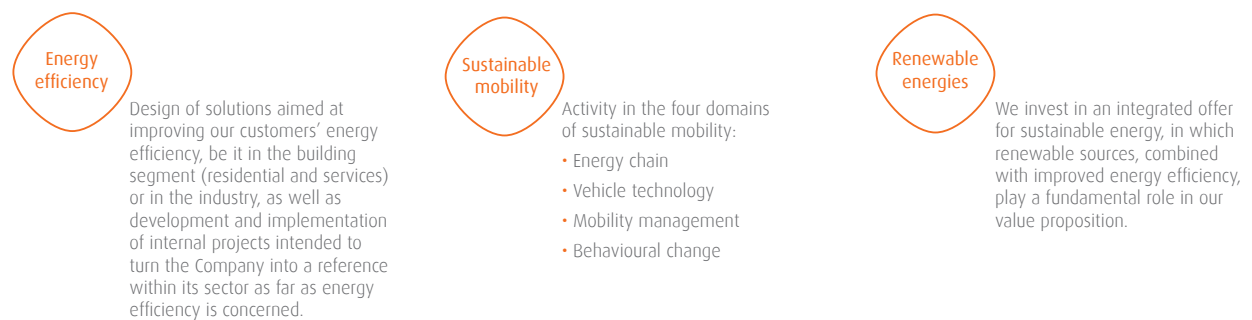 Energy
efficiency
Design of solutions aimed at
improving our customers’ energy
efficiency, be it in the building
segment (residential and services)
or in the industry, as well as
development and implementation
of internal projects intended to
turn the Company into a reference
within its sector as far as energy
efficiency is concerned.
Sustainable
mobility
Activity in the four domains
of sustainable mobility:
• Energy chain
• Vehicle technology
• Mobility management
• Behavioural change
Renewable
energies
We invest in an integrated offer
for sustainable energy, in which
renewable sources, combined
with improved energy efficiency,
play a fundamental role in our
value proposition.